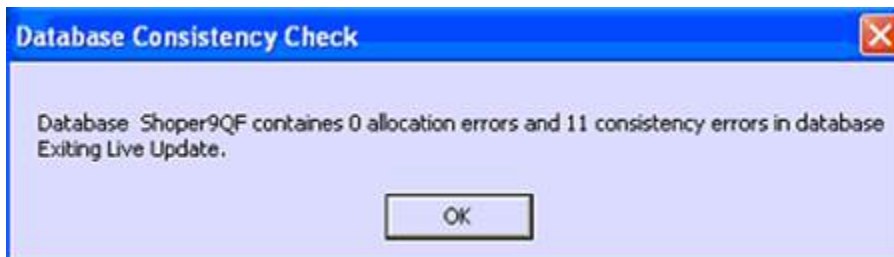 Database Consistency Check
Database Shoper9QF containes 0 allocation errors and 11 consistency errors in database
Exiting Live Update.
OK